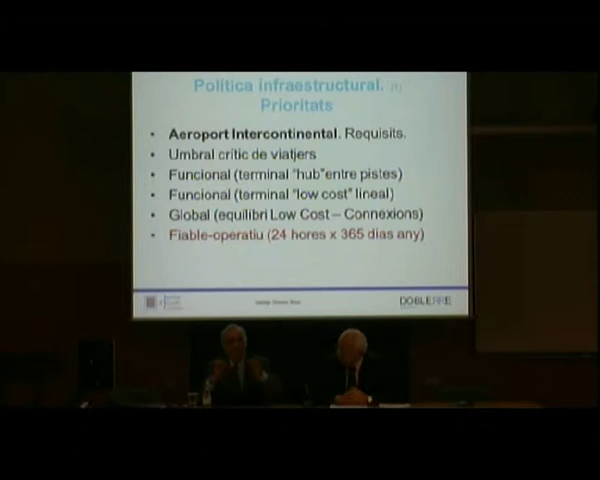 Política infraestructural.
Prioritats
• Aeroport Intercontinental. Requisits.
• Umbral crític de viatjers
• Funcional (terminal "hub"entre pistes)
• Funcional (terminal "low cost" lineal)
• Global (equilibri Low Cost – Connexions)
• Fiable-operatiu (24 hores x 365 dias any)
DOBLERRE